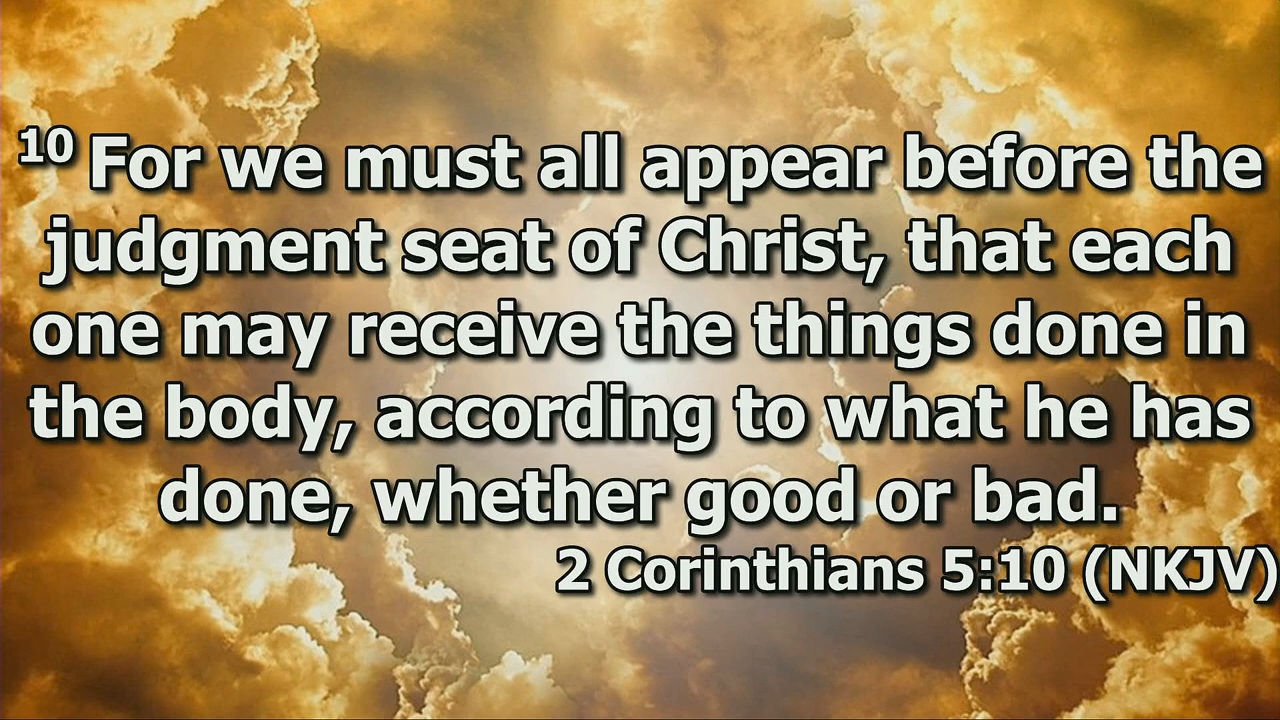 10 For we must all appear before the
judgment seat of Christ, that each
one may receive the things done in
the body, according to what he has
done, whether good or bad.
2 Corinthians 5:10 (NKJV)